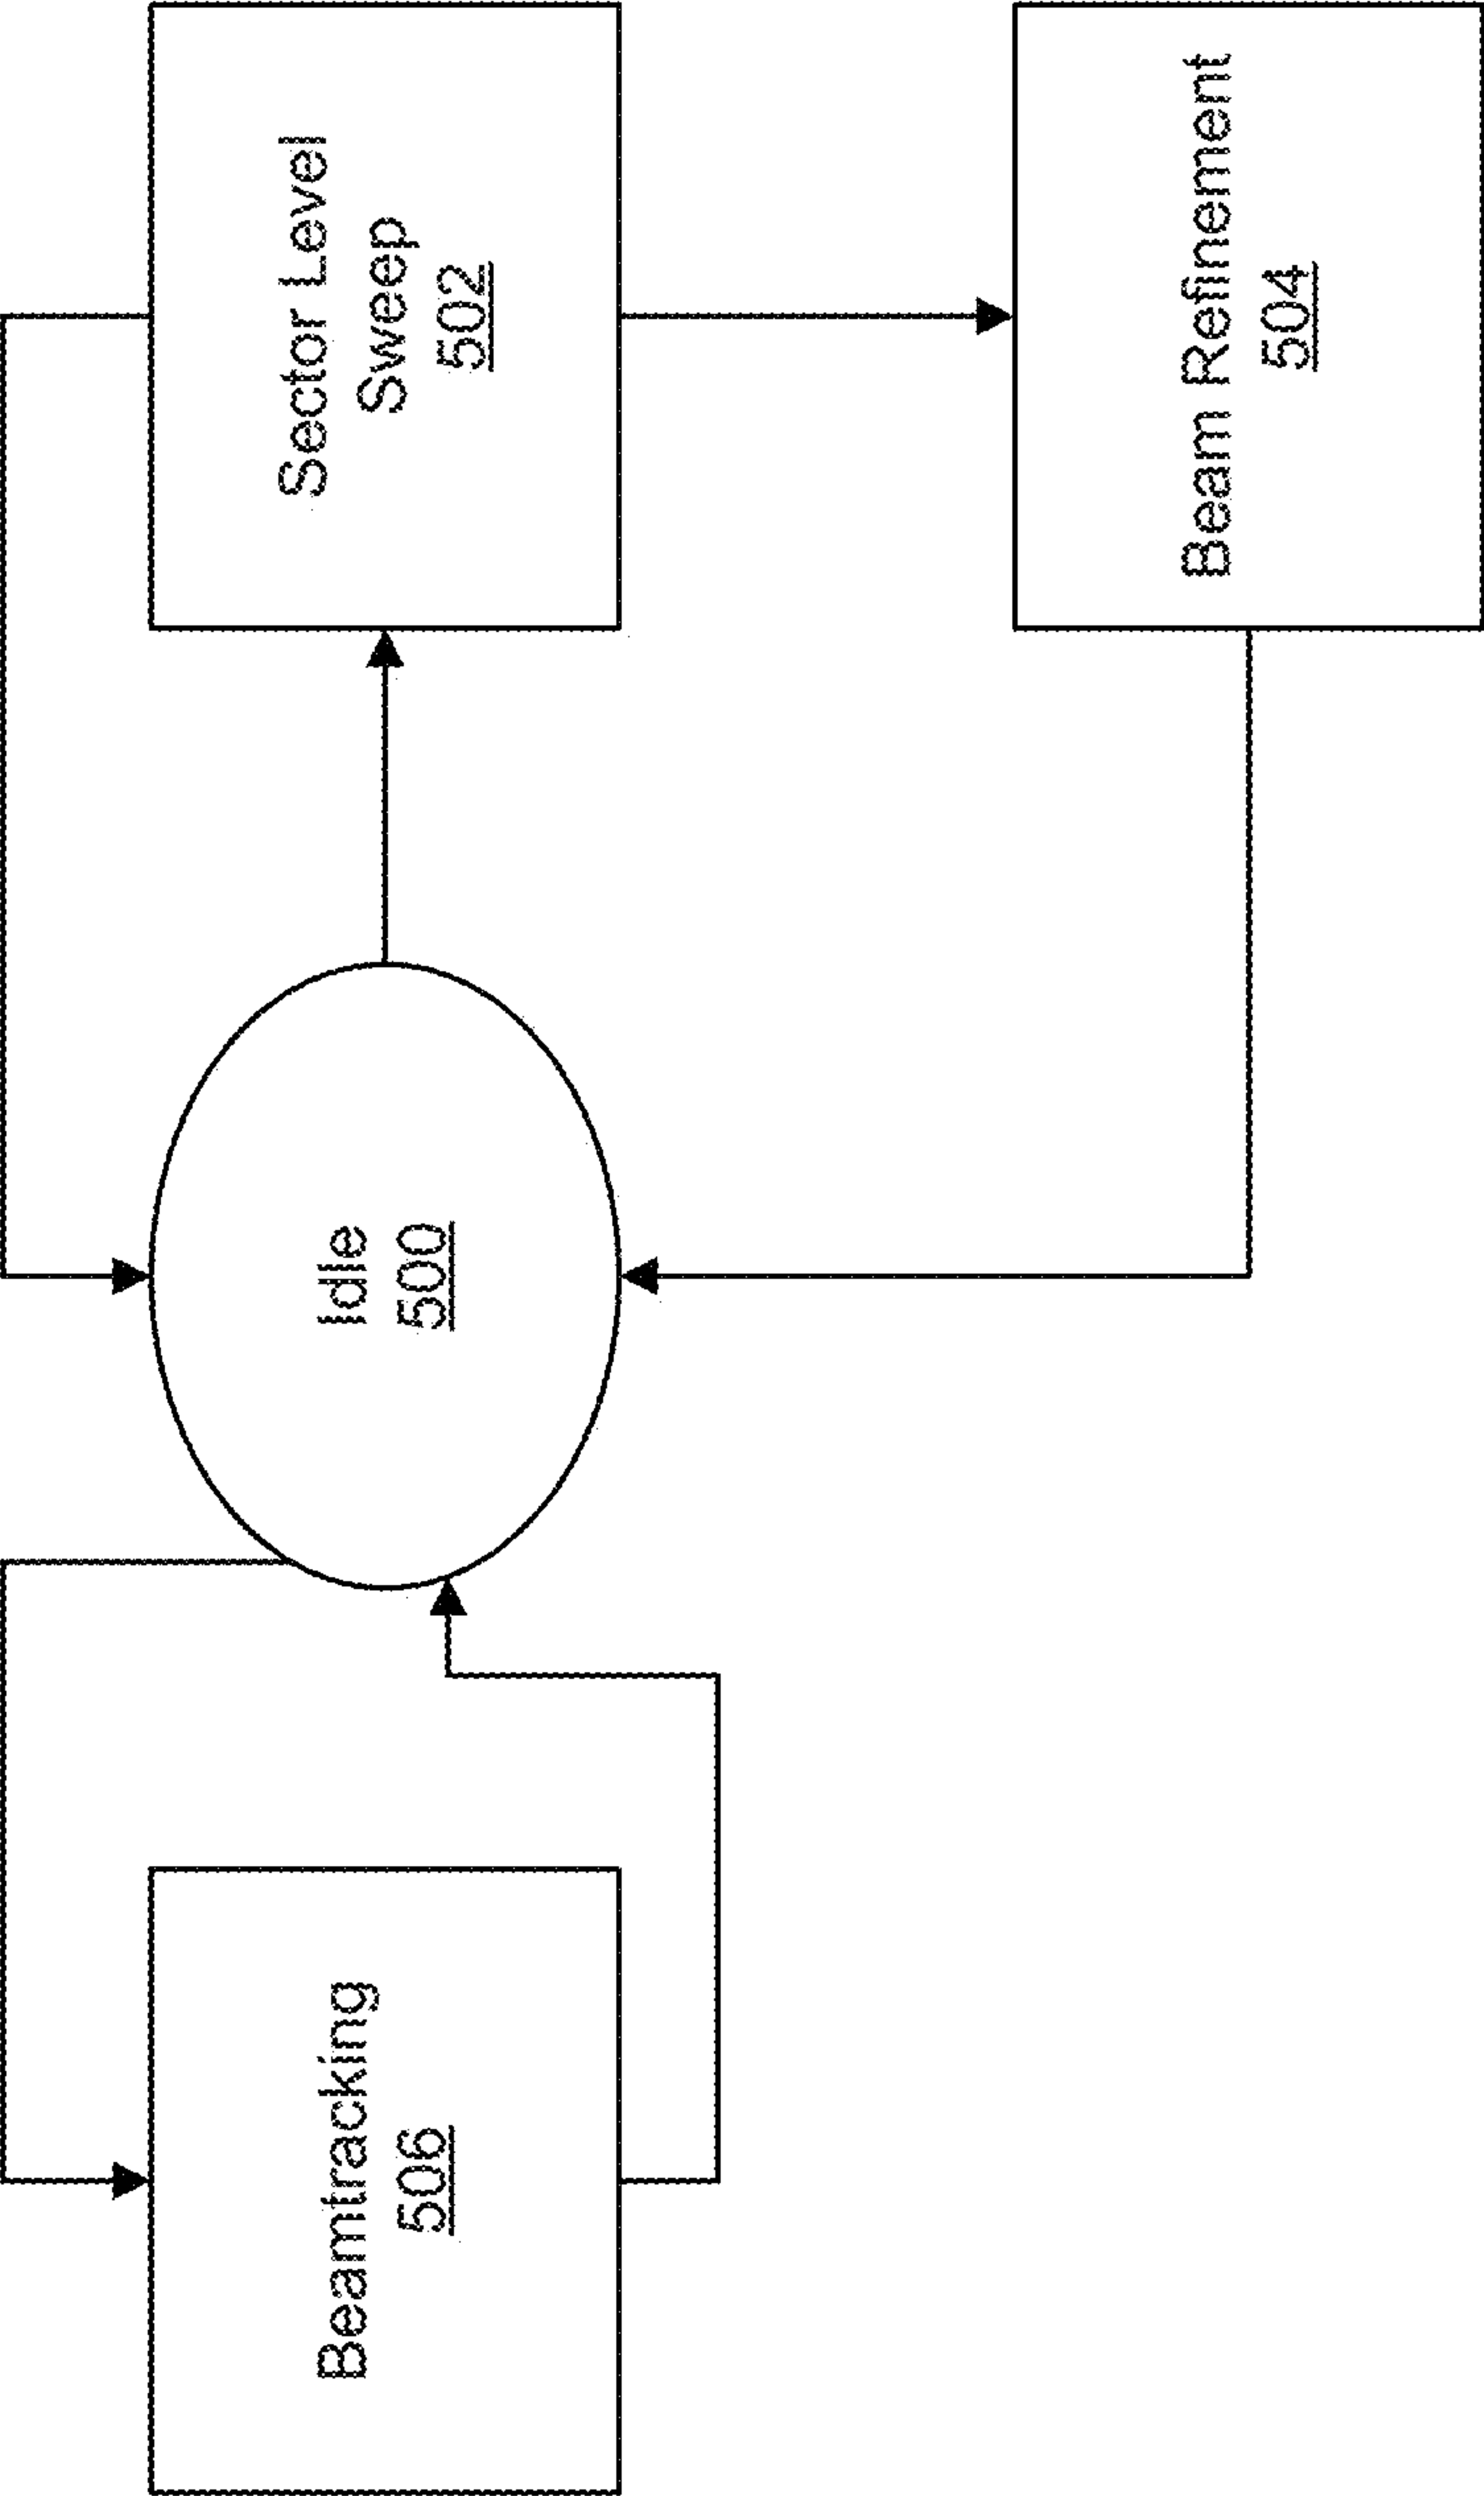 Beamtracking
506
Idle
500
Sector Level
Sweep
502
Beam Refinement
504